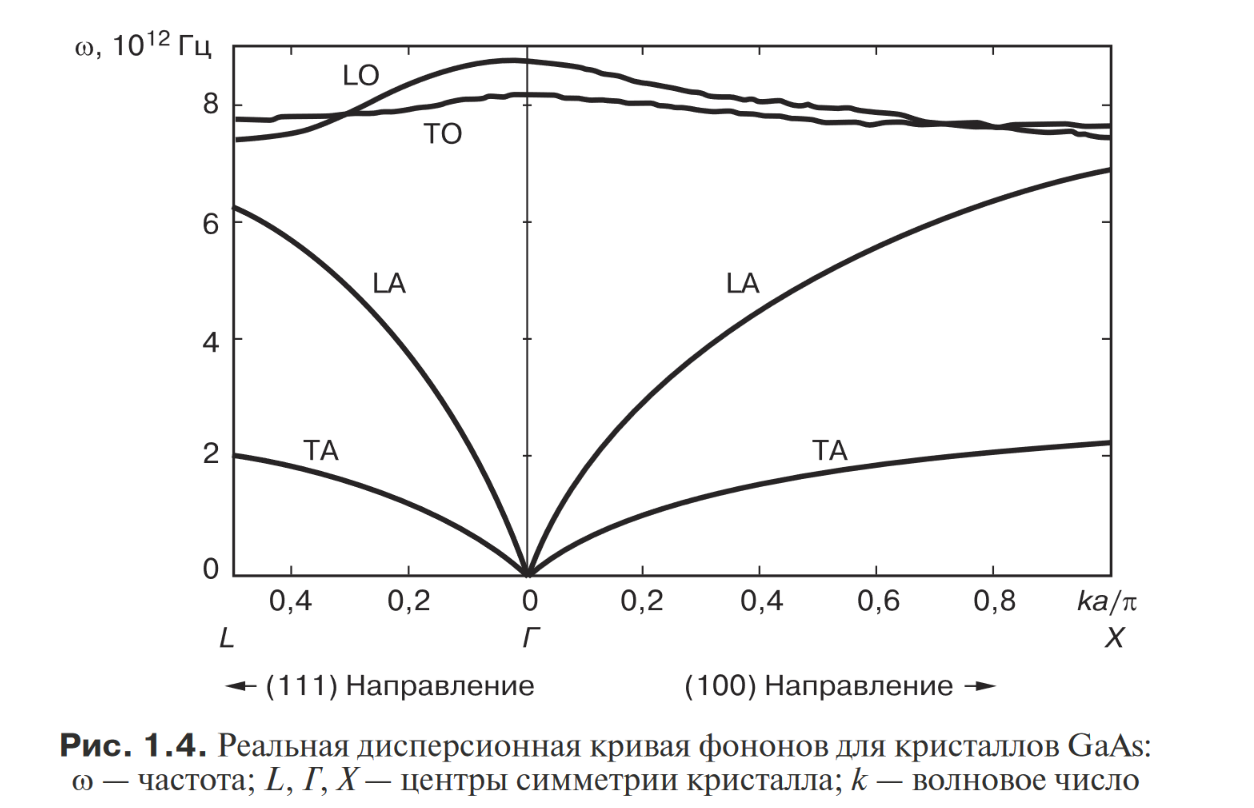 ω, 10¹² Гц
LO
8
TO
6
LA
LA
4
2
TA
TA
0
0,4 0,2 0 0,2 0,4 0,6 0,8 ka/π
L Γ X
← (111) Направление (100) Направление →
Рис. 1.4. Реальная дисперсионная кривая фононов для кристаллов GaAs:
ω — частота; L, Γ, X — центры симметрии кристалла; k — волновое число